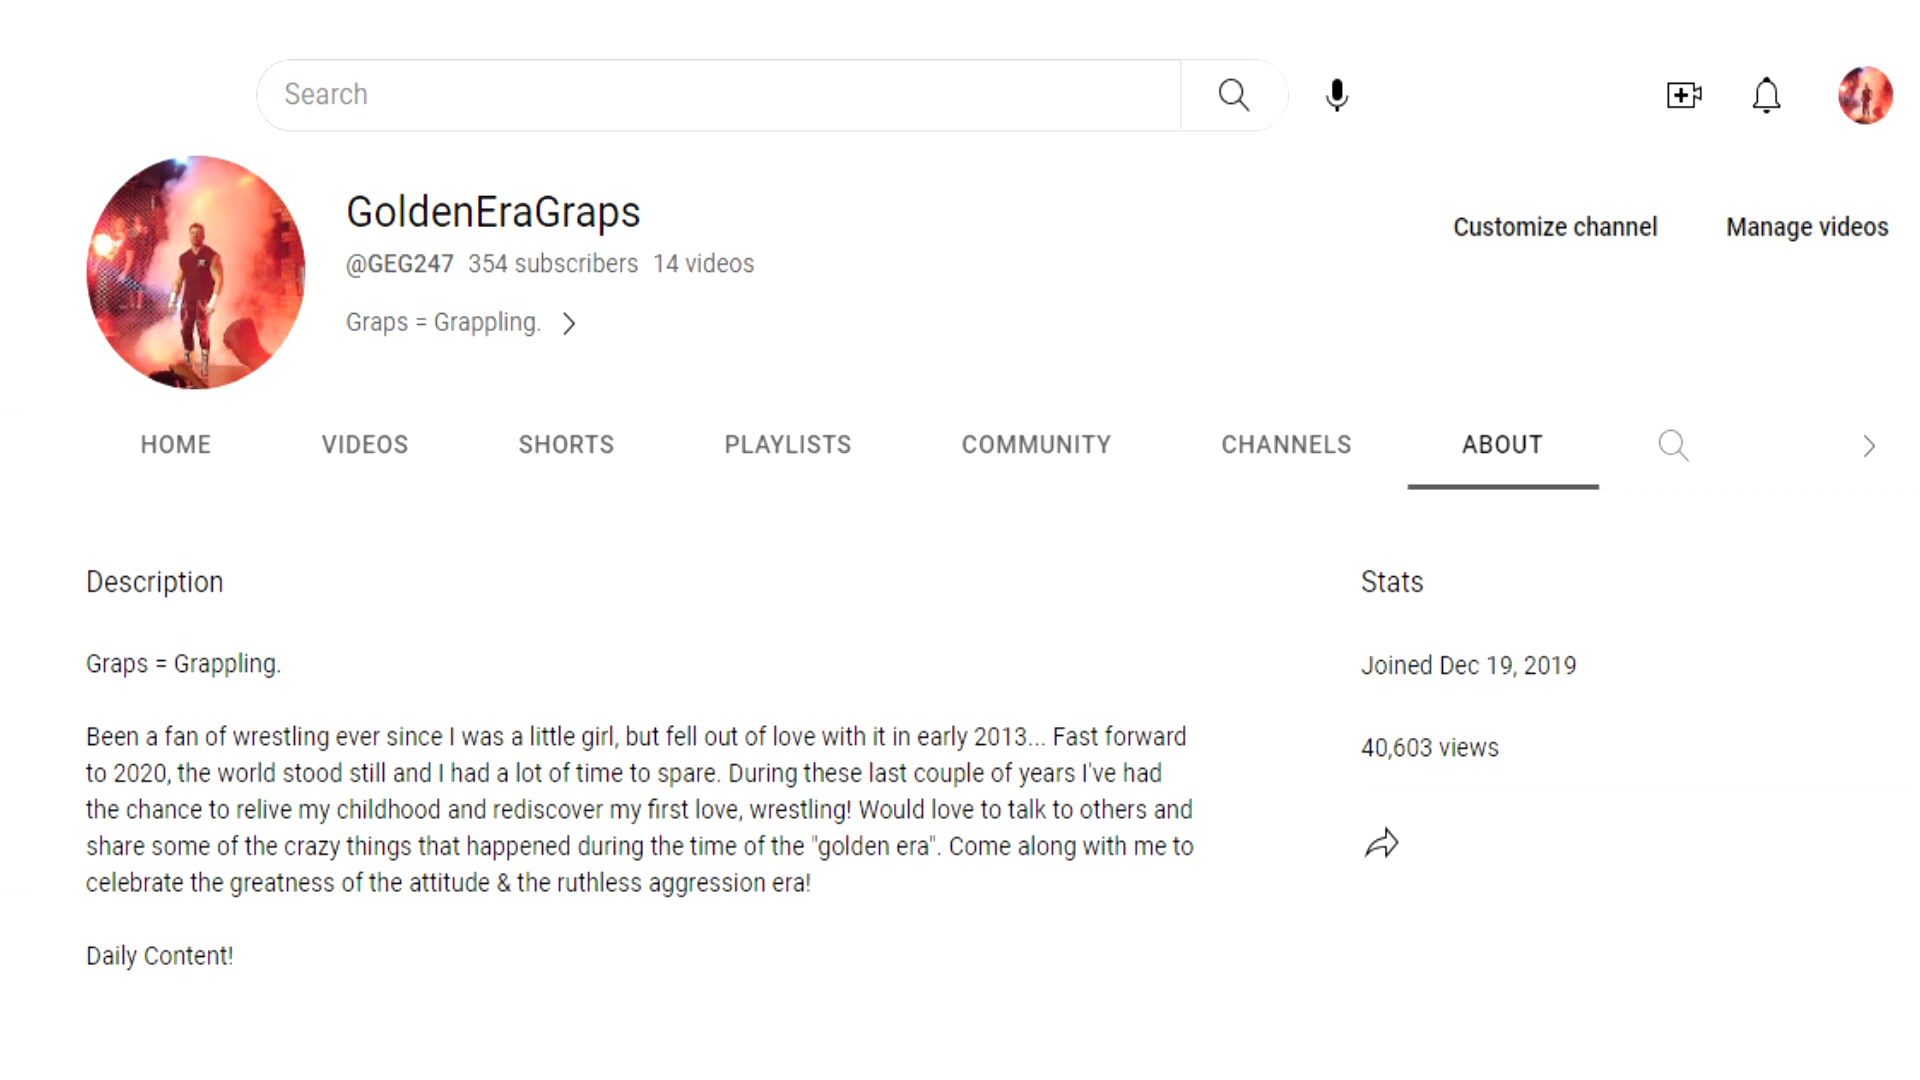 Search
GoldenEraGraps
@GEG247 354 subscribers 14 videos
Graps = Grappling.
Customize channel Manage videos
HOME VIDEOS SHORTS PLAYLISTS COMMUNITY CHANNELS ABOUT
Description
Graps = Grappling.
Been a fan of wrestling ever since I was a little girl, but fell out of love with it in early 2013... Fast forward
to 2020, the world stood still and I had a lot of time to spare. During these last couple of years I've had
the chance to relive my childhood and rediscover my first love, wrestling! Would love to talk to others and
share some of the crazy things that happened during the time of the "golden era". Come along with me to
celebrate the greatness of the attitude & the ruthless aggression era!
Daily Content!
Stats
Joined Dec 19, 2019
40,603 views